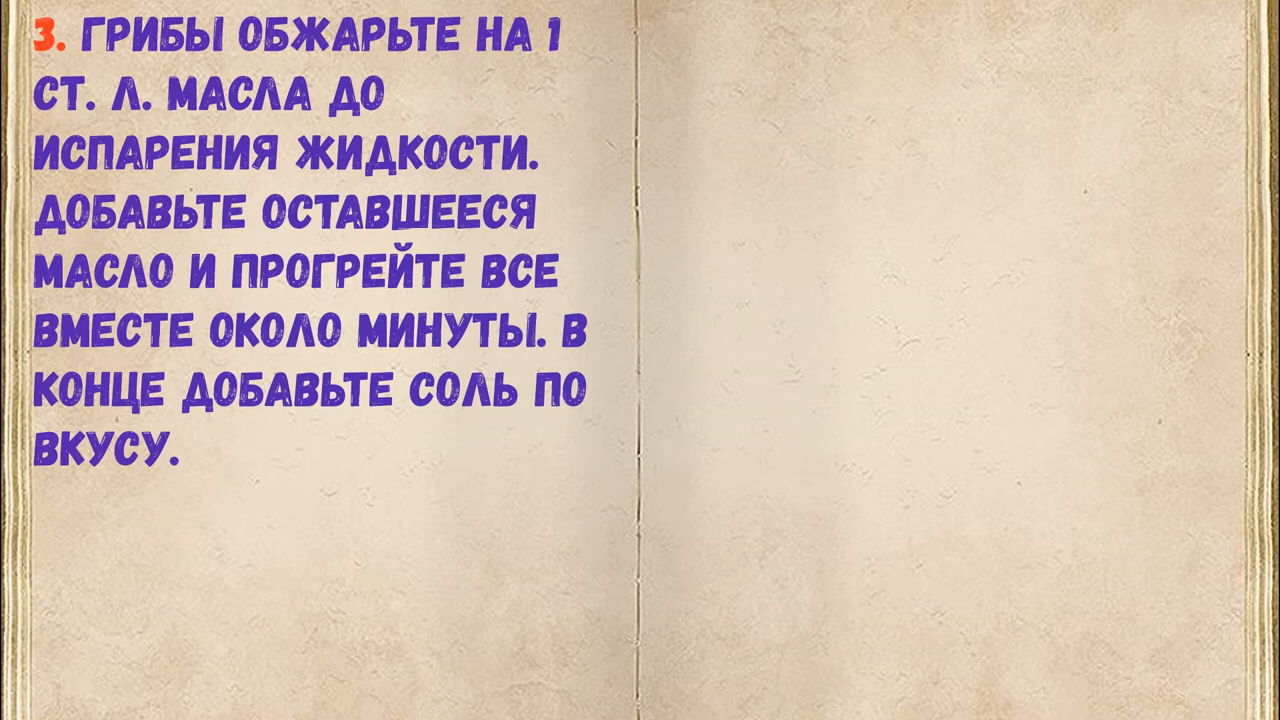 3. ГРИБЫ ОБЖАРЬТЕ НА 1
СТ. Л. МАСЛА ДО
ИСПАРЕНИЯ ЖИДКОСТИ.
ДОБАВЬТЕ ОСТАВШЕЕСЯ
МАСЛО И ПРОГРЕЙТЕ ВСЕ
ВМЕСТЕ ОКОЛО МИНУТЫ. В
КОНЦЕ ДОБАВЬТЕ СОЛЬ ПО
ВКУСУ.